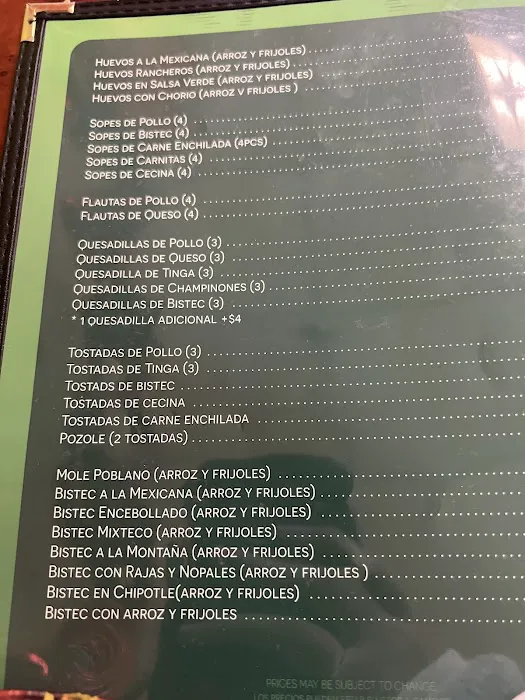 HUEVOS A LA MEXICANA (ARROZ Y FRIJOLES)
HUEVOS RANCHEROS (ARROZ Y FRIJOLES)
HUEVOS EN SALSA VERDE (ARROZ Y FRIJOLES)
HUEVOS CON CHORIO (ARROZ V FRIJOLES )
SOPES DE POLLO (4)
SOPES DE BISTEC (4)
SOPES DE CARNE ENCHILADA (4PCS)
SOPES DE CARNITAS (4)
SOPES DE CECINA (4)
FLAUTAS DE POLLO (4)
FLAUTAS DE QUESO (4)
QUESADILLAS DE POLLO (3)
QUESADILLAS DE QUESO (3)
QUESADILLA DE TINGA (3)
QUESADILLAS DE CHAMPINONES (3)
QUESADILLAS DE BISTEC (3)
* 1 QUESADILLA ADICIONAL +$4
TOSTADAS DE POLLO (3)
TOSTADAS DE TINGA (3)
TOSTADS DE BISTEC
TOSTADAS DE CECINA
TOSTADAS DE CARNE ENCHILADA
POZOLE (2 TOSTADAS)
MOLE POBLANO (ARROZ Y FRIJOLES)
BISTEC A LA MEXICANA (ARROZ Y FRIJOLES)
BISTEC ENCEBOLLADO (ARROZ Y FRIJOLES)
BISTEC MIXTECO (ARROZ Y FRIJOLES)
BISTEC A LA MONTAÑA (ARROZ Y FRIJOLES)
BISTEC CON RAJAS Y NOPALES (ARROZ Y FRIJOLES )
BISTEC EN CHIPOTLE(ARROZ Y FRIJOLES)
BISTEC CON ARROZ Y FRIJOLES
PRICES MAY BE SUBJECT TO CHANGE
LOS PRECIOS